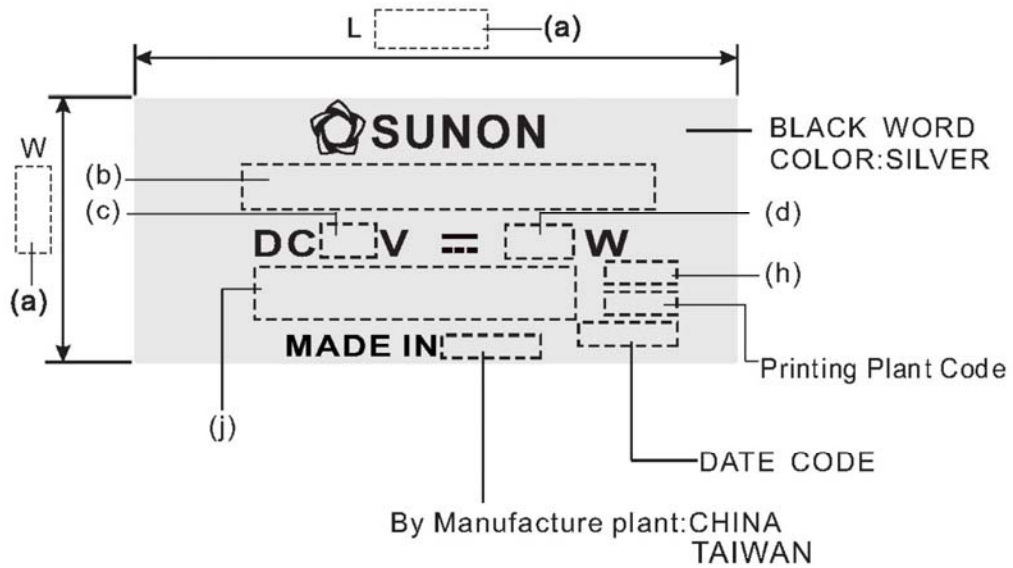 L (a)
SUNON
BLACK WORD
COLOR:SILVER
W
(b)
(c)
(d)
DC V W
(h)
(a)
MADE IN
Printing Plant Code
(j)
DATE CODE
By Manufacture plant:CHINA
TAIWAN